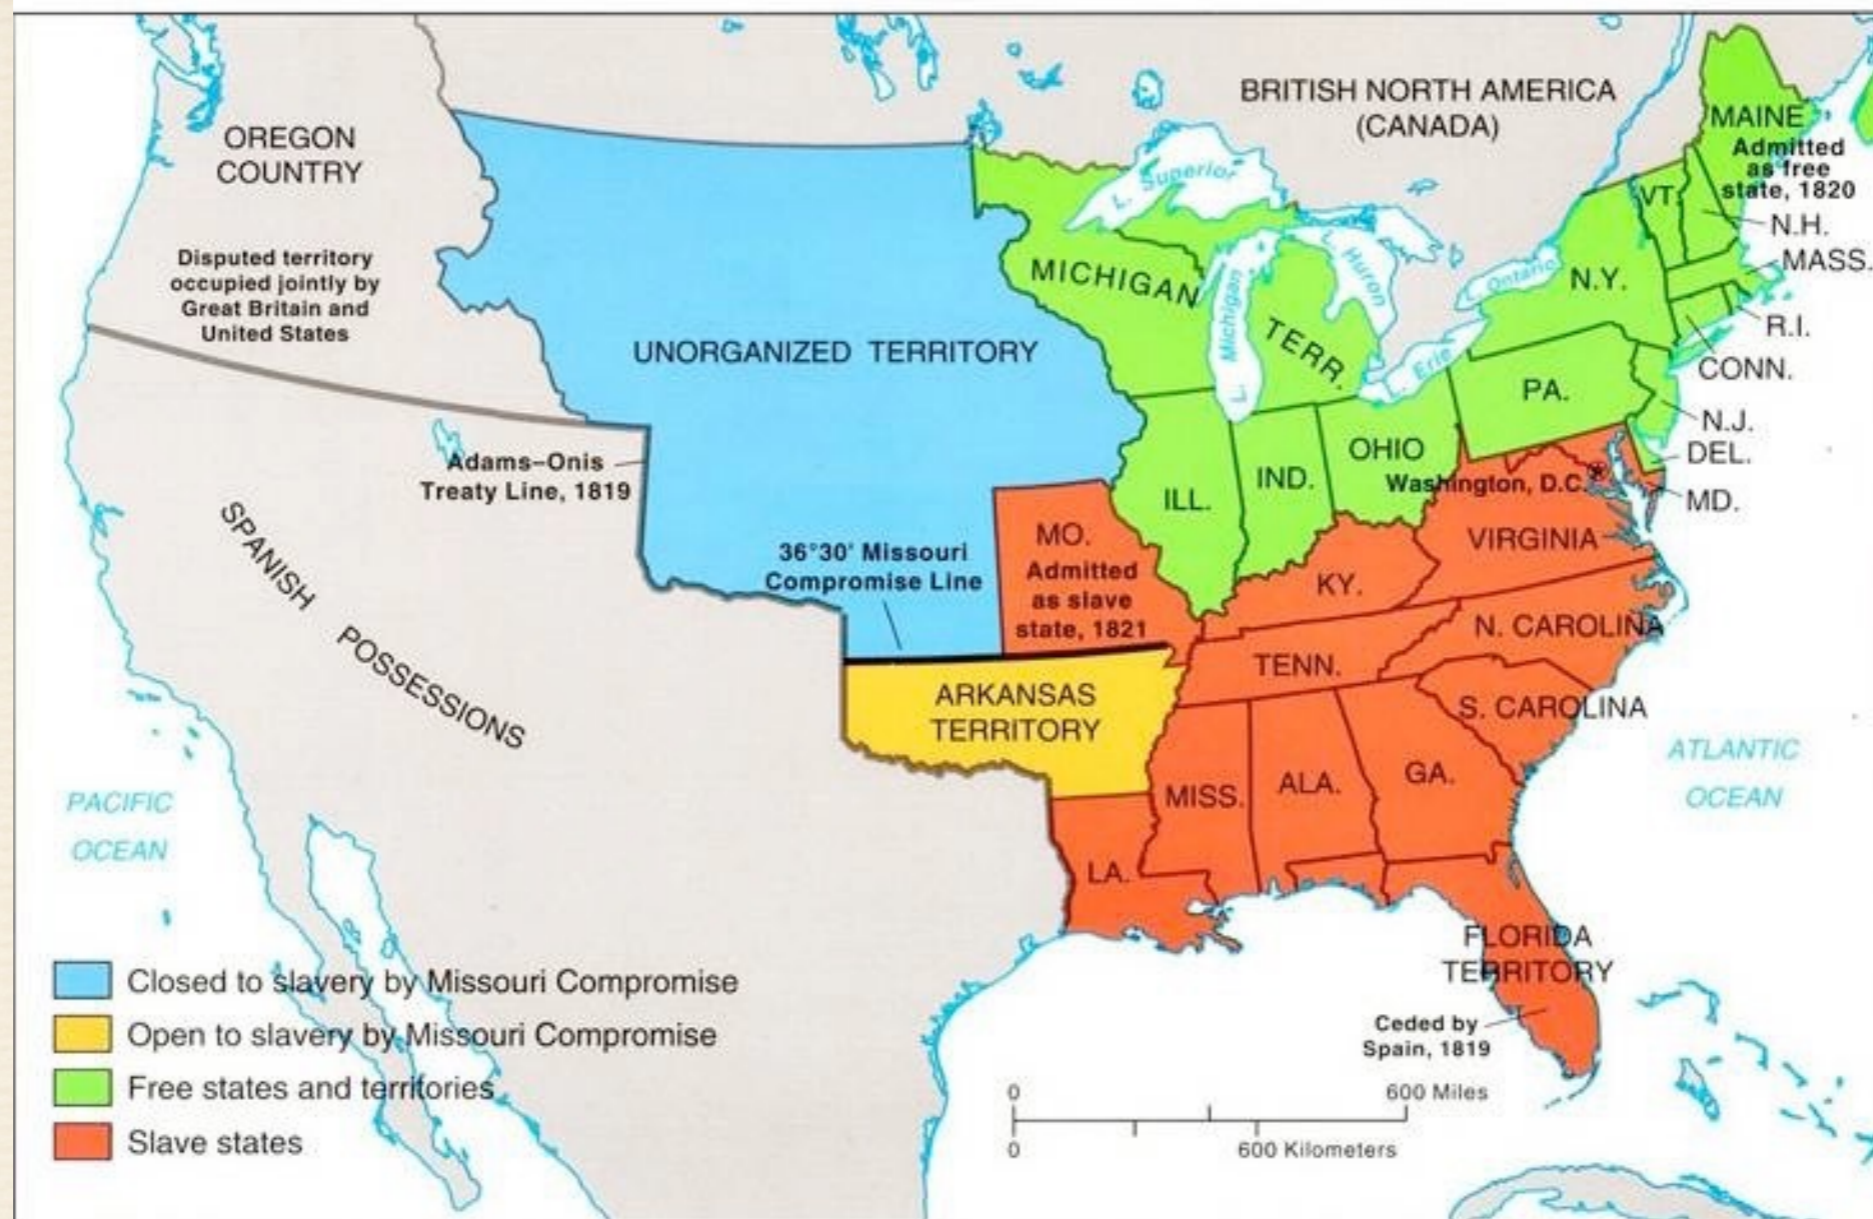 BRITISH NORTH AMERICA
(CANADA)
OREGON
COUNTRY
MAINE
Admitted
as free
state, 1820
L. Superior
VT.
N.H.
MASS.
Disputed territory
occupied jointly by
Great Britain and
United States
MICHIGAN
TERR.
L. Huron
L. Ontario
N.Y.
R.I.
L. Michigan
L. Erie
UNORGANIZED TERRITORY
CONN.
PA.
N.J.
OHIO
DEL.
Adams–Onis
Treaty Line, 1819
IND.
Washington, D.C.
ILL.
MD.
SPANISH POSSESSIONS
36°30' Missouri
Compromise Line
MO.
Admitted
as slave
state, 1821
VIRGINIA
KY.
N. CAROLINA
TENN.
ARKANSAS
TERRITORY
S. CAROLINA
ATLANTIC
OCEAN
MISS.
ALA.
GA.
PACIFIC
OCEAN
LA.
FLORIDA
TERRITORY
Ceded by
Spain, 1819
Closed to slavery by Missouri Compromise
Open to slavery by Missouri Compromise
Free states and territories
Slave states
0 600 Miles
0 600 Kilometers